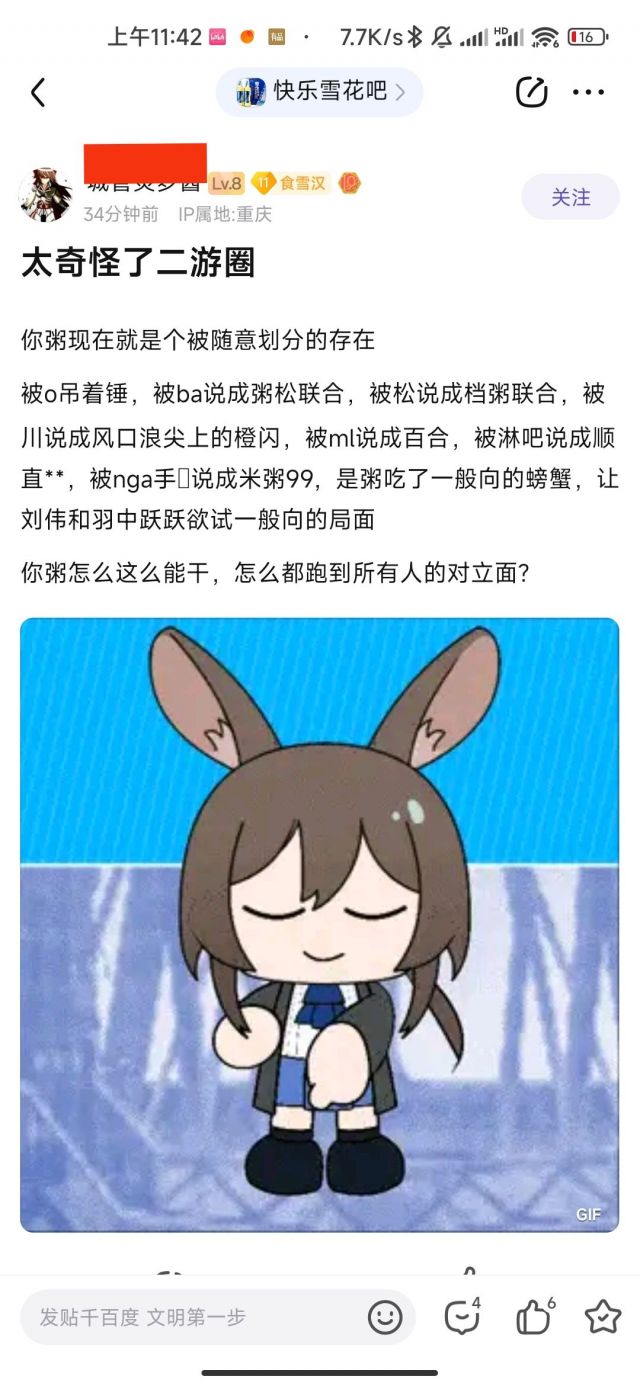 上午11:42
7.7K/s
HD
6
16
快乐雪花吧
Lv.8 11 食雪汉
34分钟前 IP属地:重庆
关注
太奇怪了二游圈
你粥现在就是个被随意划分的存在
被o吊着锤，被ba说成粥松联合，被松说成档粥联合，被
川说成风口浪尖上的橙闪，被ml说成百合，被淋吧说成顺
直**，被nga手▯说成米粥99，是粥吃了一般向的螃蟹，让
刘伟和羽中跃跃欲试一般向的局面
你粥怎么这么能干，怎么都跑到所有人的对立面？
GIF
发贴千百度 文明第一步
4
6